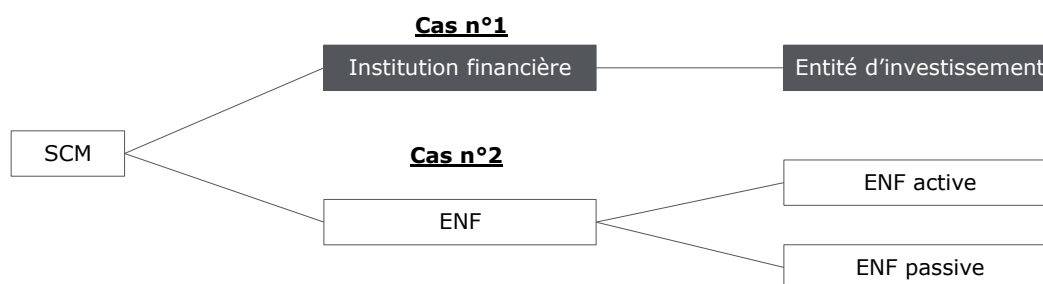 Cas n°1
Institution financière
Entité d'investissement
SCM
Cas n°2
ENF active
ENF
ENF passive